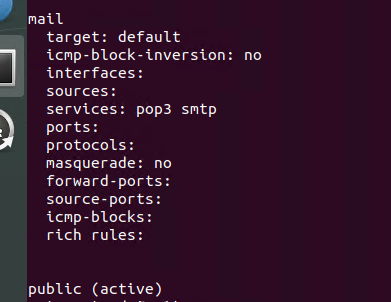 mail
  target: default
  icmp-block-inversion: no
  interfaces:
  sources:
  services: pop3 smtp
  ports:
  protocols:
  masquerade: no
  forward-ports:
  source-ports:
  icmp-blocks:
  rich rules:
public (active)